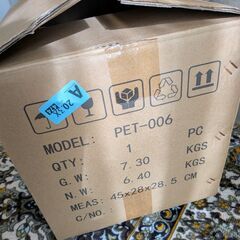 A
MODEL: PET-006
QTY: 1 PC
G.W: 7.30 KGS
N.W: 6.40 KGS
MEAS: 45x28x28.5 CM
C/NO.